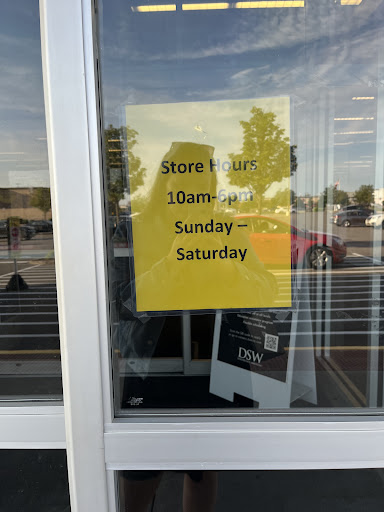 Store Hours
10am-6pm
Sunday –
Saturday
DSW